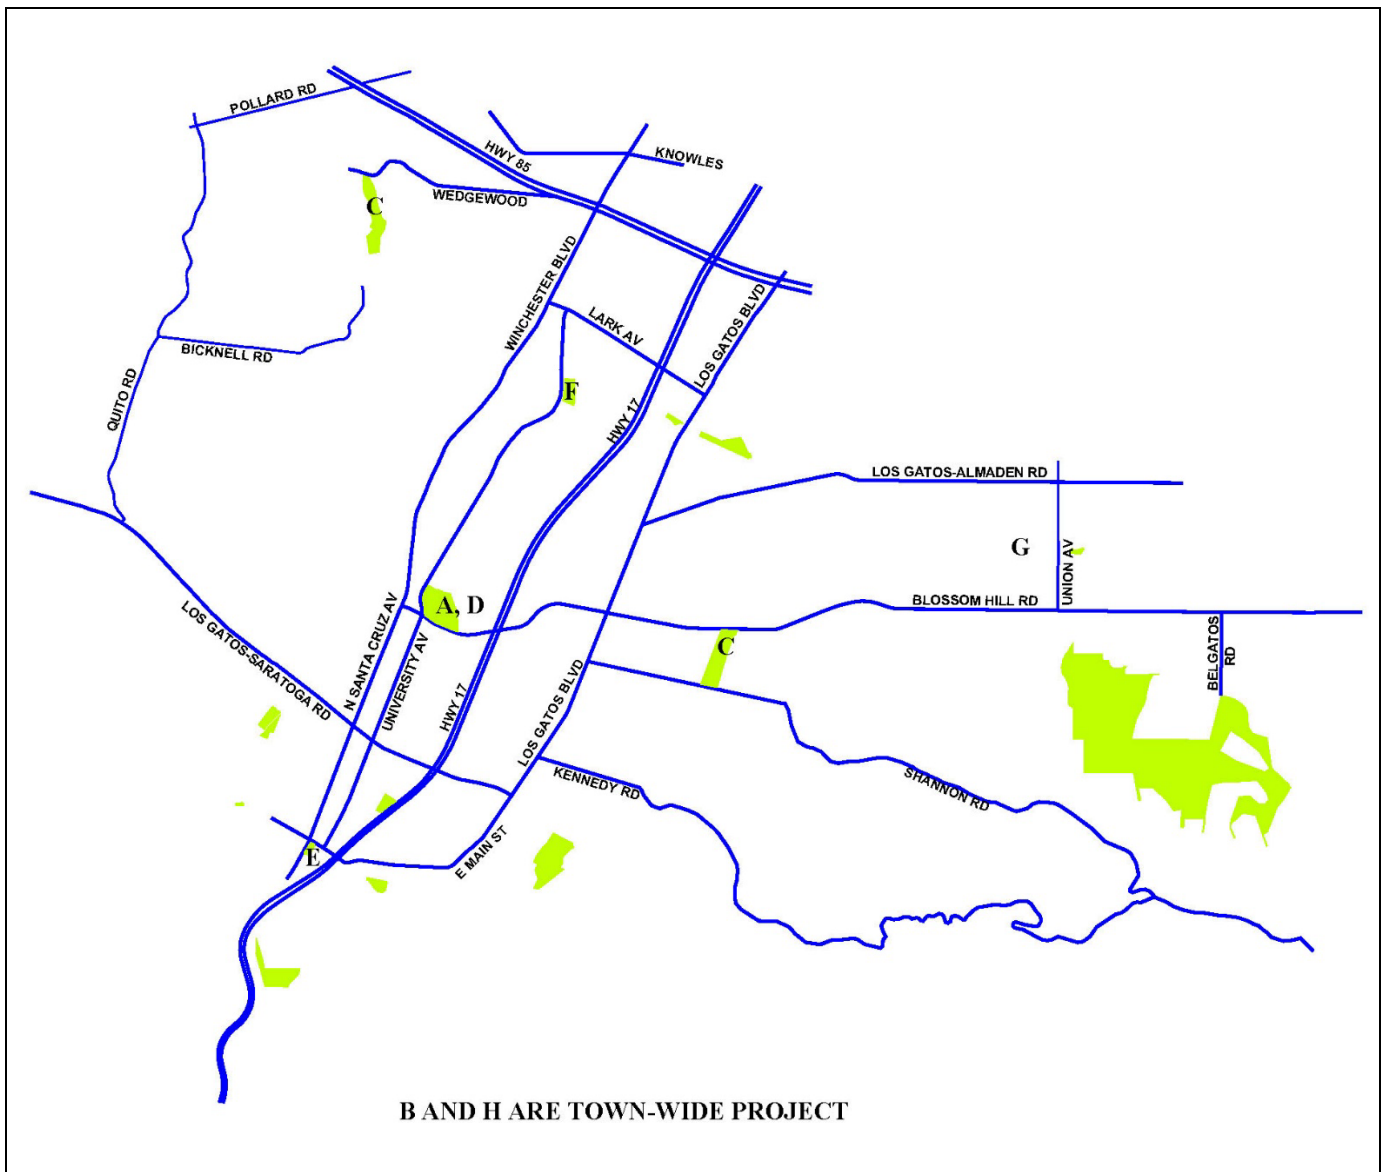 POLLARD RD
HWY 85
KNOWLES
WEDGEWOOD
C
WINCHESTER BLVD
LARK AV
LOS GATOS BLVD
BICKNELL RD
QUITO RD
F
HWY 17
LOS GATOS-ALMADEN RD
G
UNION AV
A, D
BLOSSOM HILL RD
N SANTA CRUZ AV
UNIVERSITY AV
C
BELGATOS
RD
LOS GATOS-SARATOGA RD
HWY 17
LOS GATOS BLVD
KENNEDY RD
SHANNON RD
E
E MAIN ST
B AND H ARE TOWN-WIDE PROJECT